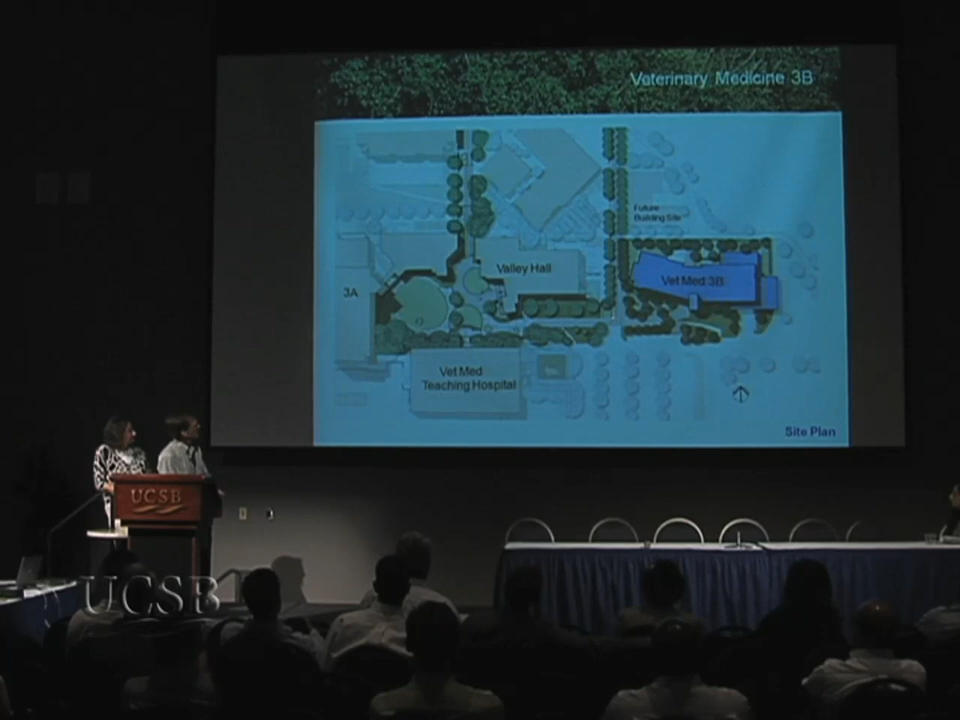 Veterinary Medicine 3B
Future
Building Site
Valley Hall
Vet Med 3B
3A
Vet Med
Teaching Hospital
Site Plan
UCSB
UCSB